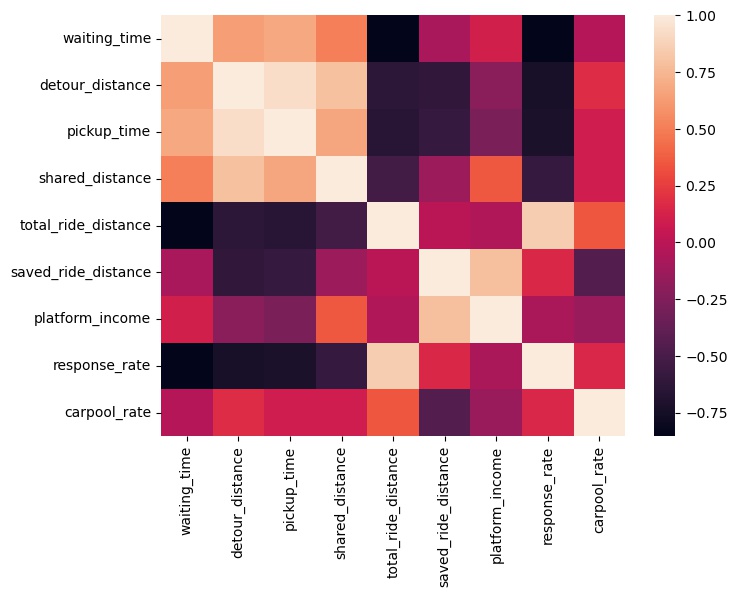 waiting_time
detour_distance
pickup_time
shared_distance
total_ride_distance
saved_ride_distance
platform_income
response_rate
carpool_rate
waiting_time
detour_distance
pickup_time
shared_distance
total_ride_distance
saved_ride_distance
platform_income
response_rate
carpool_rate
1.00
0.75
0.50
0.25
0.00
−0.25
−0.50
−0.75